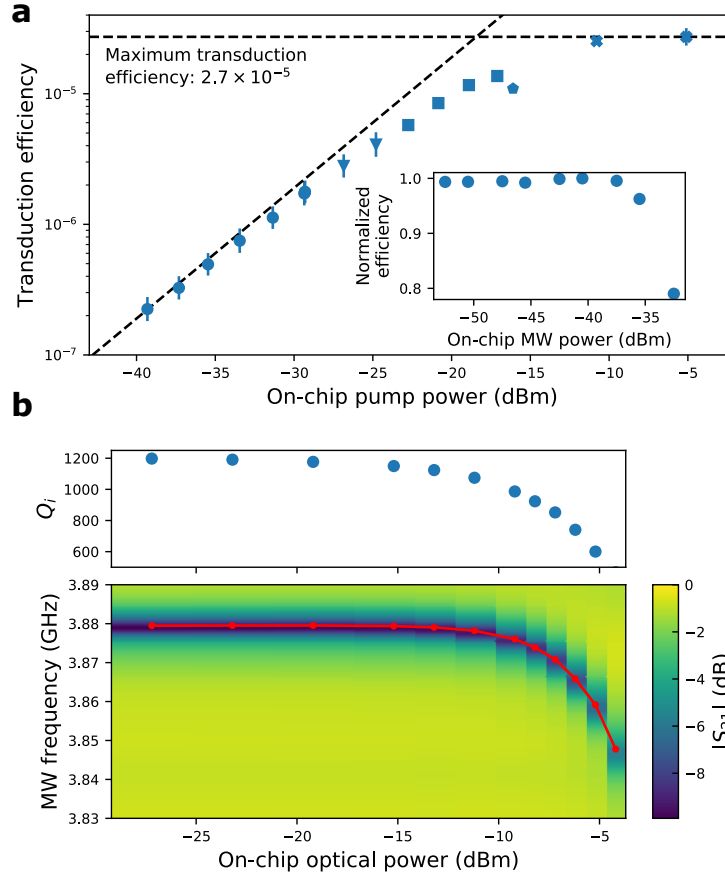 a
Maximum transduction
efficiency: 2.7 × 10⁻⁵
Transduction efficiency
10⁻⁵
10⁻⁶
10⁻⁷
Normalized
efficiency
1.0
0.9
0.8
−50 −45 −40 −35
On-chip MW power (dBm)
−40 −35 −30 −25 −20 −15 −10 −5
On-chip pump power (dBm)
b
Qᵢ
1200
1000
800
600
MW frequency (GHz)
3.89
3.88
3.87
3.86
3.85
3.84
3.83
−25 −20 −15 −10 −5
On-chip optical power (dBm)
0
−2
−4
−6
−8
|S₂₁| (dB)